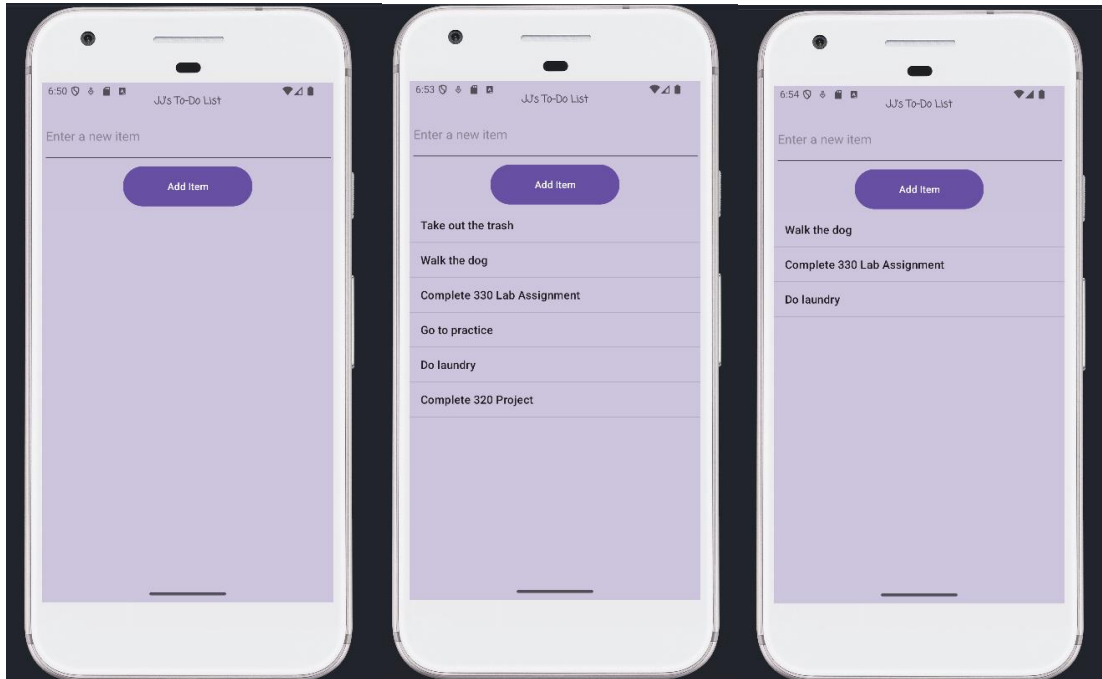 6:50
JJ's To-Do List
Enter a new item
Add Item
6:53
JJ's To-Do List
Enter a new item
Add Item
Take out the trash
Walk the dog
Complete 330 Lab Assignment
Go to practice
Do laundry
Complete 320 Project
6:54
JJ's To-Do List
Enter a new item
Add Item
Walk the dog
Complete 330 Lab Assignment
Do laundry